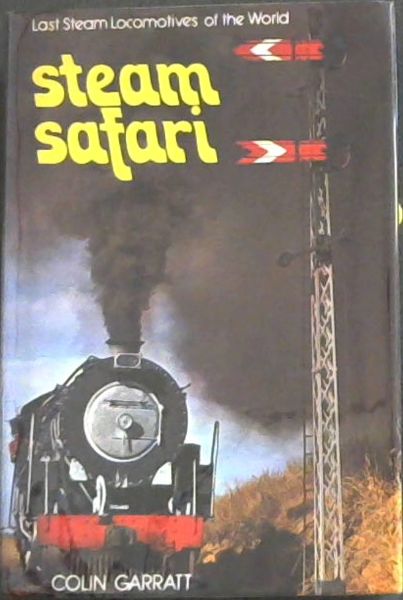 Last Steam Locomotives of the World
steam
safari
COLIN GARRATT